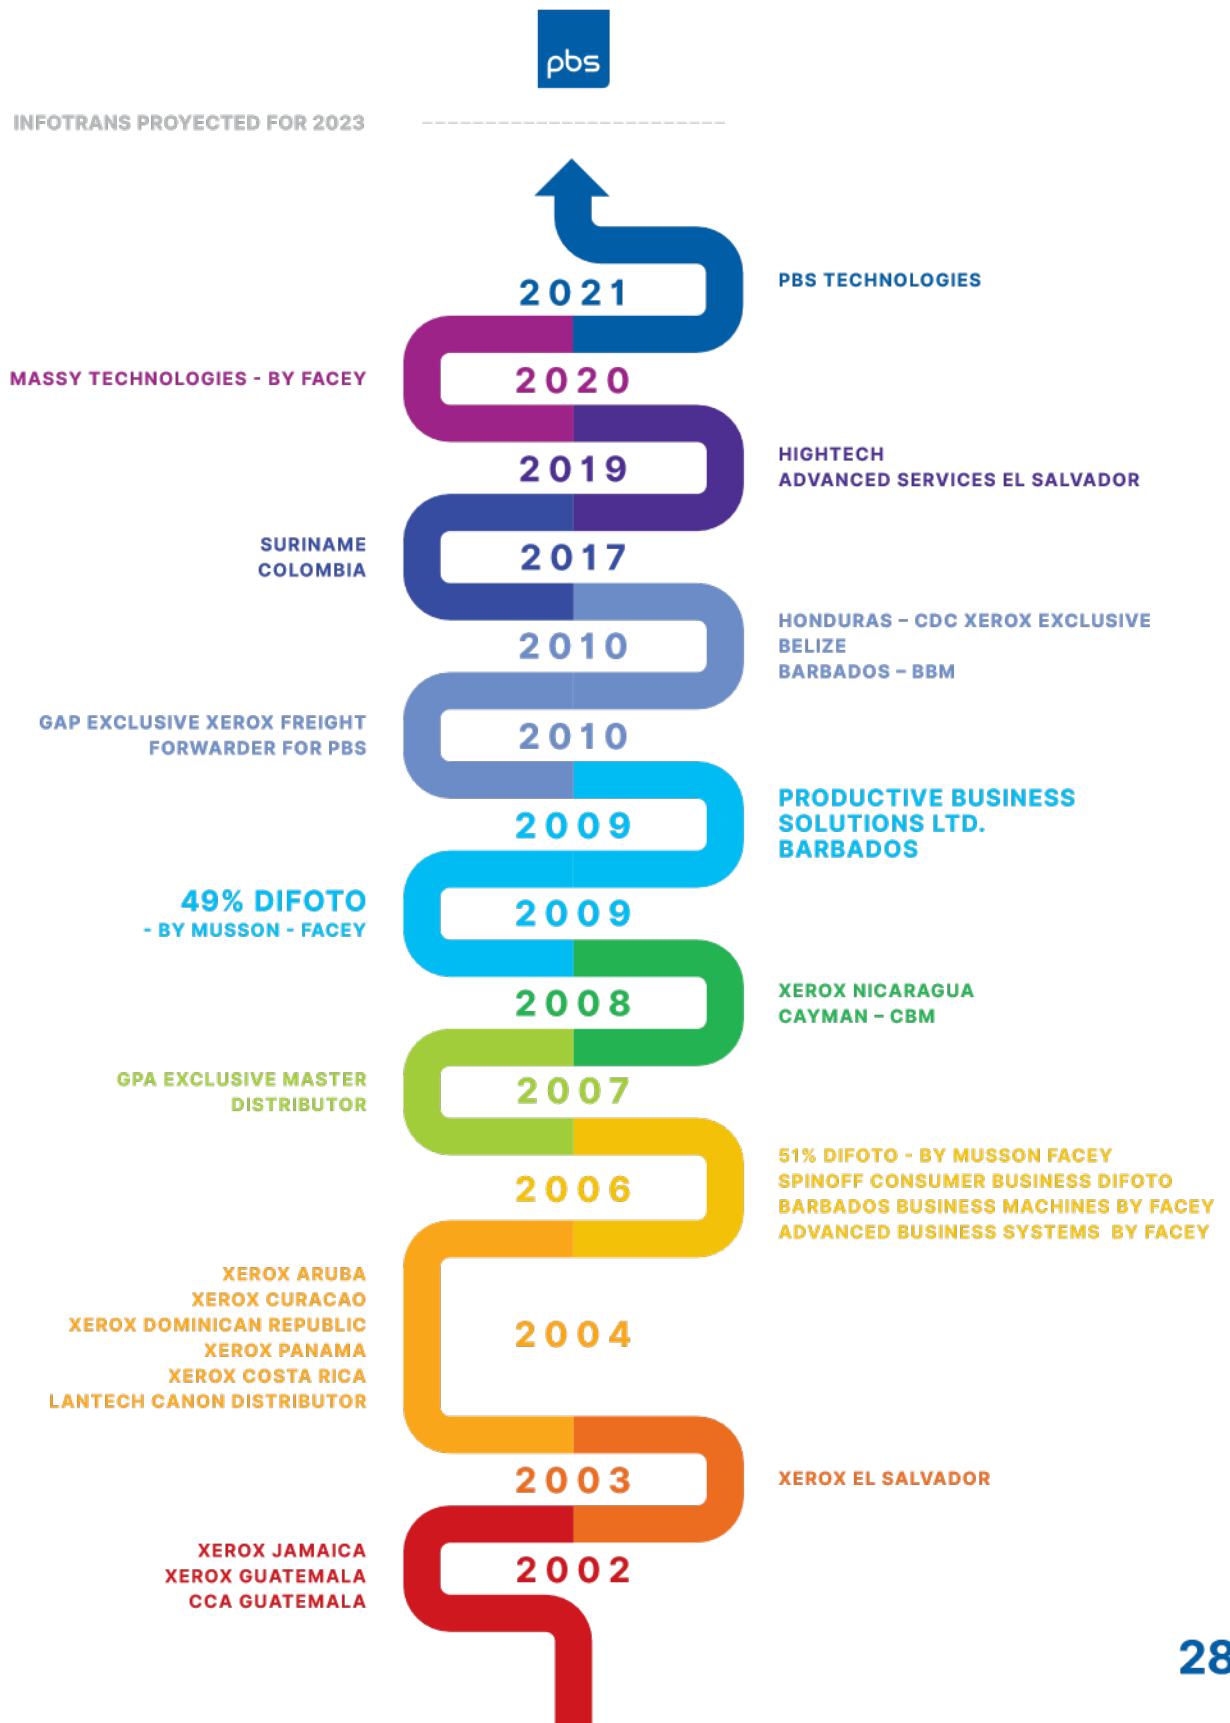 pbs
INFOTRANS PROYECTED FOR 2023
2021
PBS TECHNOLOGIES
MASSY TECHNOLOGIES - BY FACEY
2020
2019
HIGHTECH
ADVANCED SERVICES EL SALVADOR
SURINAME
COLOMBIA
2017
2010
HONDURAS – CDC XEROX EXCLUSIVE
BELIZE
BARBADOS – BBM
GAP EXCLUSIVE XEROX FREIGHT
FORWARDER FOR PBS
2010
2009
PRODUCTIVE BUSINESS
SOLUTIONS LTD.
BARBADOS
49% DIFOTO
- BY MUSSON - FACEY
2009
2008
XEROX NICARAGUA
CAYMAN – CBM
GPA EXCLUSIVE MASTER
DISTRIBUTOR
2007
2006
51% DIFOTO - BY MUSSON FACEY
SPINOFF CONSUMER BUSINESS DIFOTO
BARBADOS BUSINESS MACHINES BY FACEY
ADVANCED BUSINESS SYSTEMS BY FACEY
XEROX ARUBA
XEROX CURACAO
XEROX DOMINICAN REPUBLIC
XEROX PANAMA
XEROX COSTA RICA
LANTECH CANON DISTRIBUTOR
2004
2003
XEROX EL SALVADOR
XEROX JAMAICA
XEROX GUATEMALA
CCA GUATEMALA
2002
28